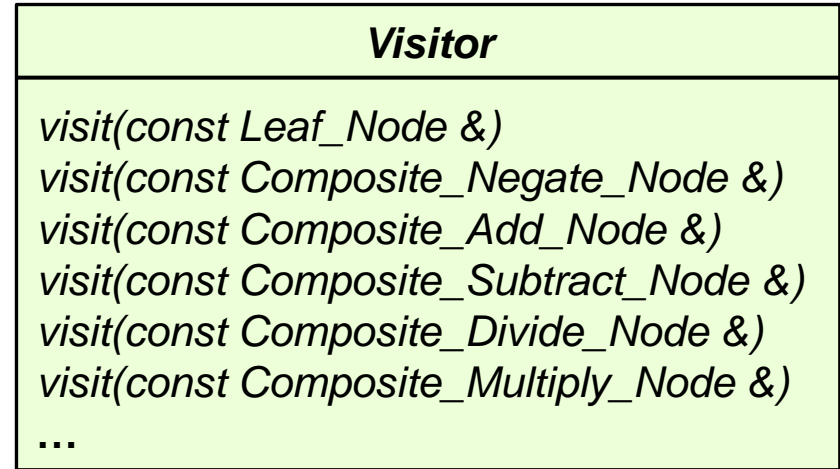 Visitor
visit(const Leaf_Node &)
visit(const Composite_Negate_Node &)
visit(const Composite_Add_Node &)
visit(const Composite_Subtract_Node &)
visit(const Composite_Divide_Node &)
visit(const Composite_Multiply_Node &)
...